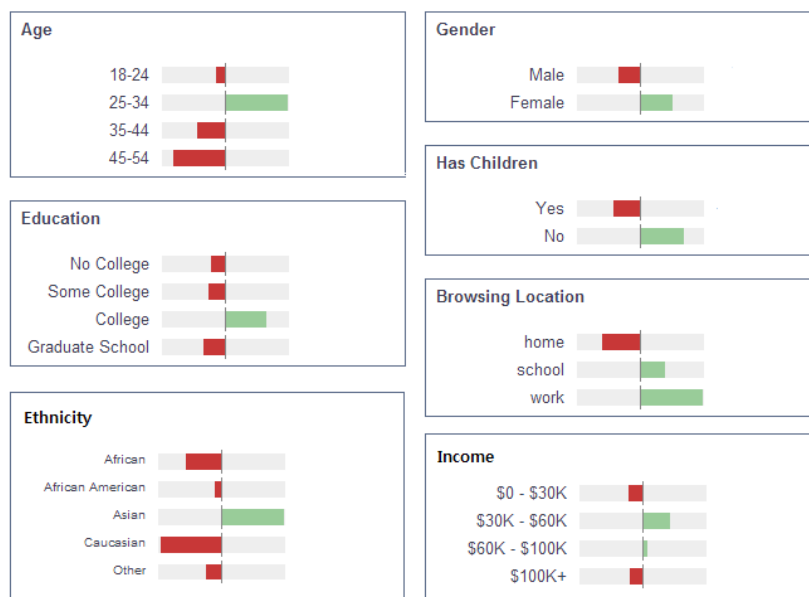 Age
18-24
25-34
35-44
45-54
Education
No College
Some College
College
Graduate School
Ethnicity
African
African American
Asian
Caucasian
Other
Gender
Male
Female
Has Children
Yes
No
Browsing Location
home
school
work
Income
$0 - $30K
$30K - $60K
$60K - $100K
$100K+